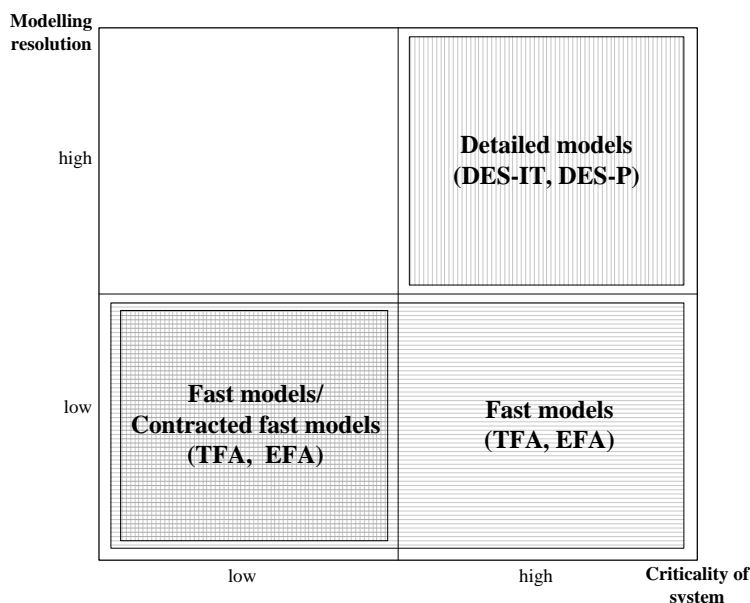 Modelling
resolution
high
Detailed models
(DES-IT, DES-P)
low
Fast models/
Contracted fast models
(TFA, EFA)
Fast models
(TFA, EFA)
low
high
Criticality of
system